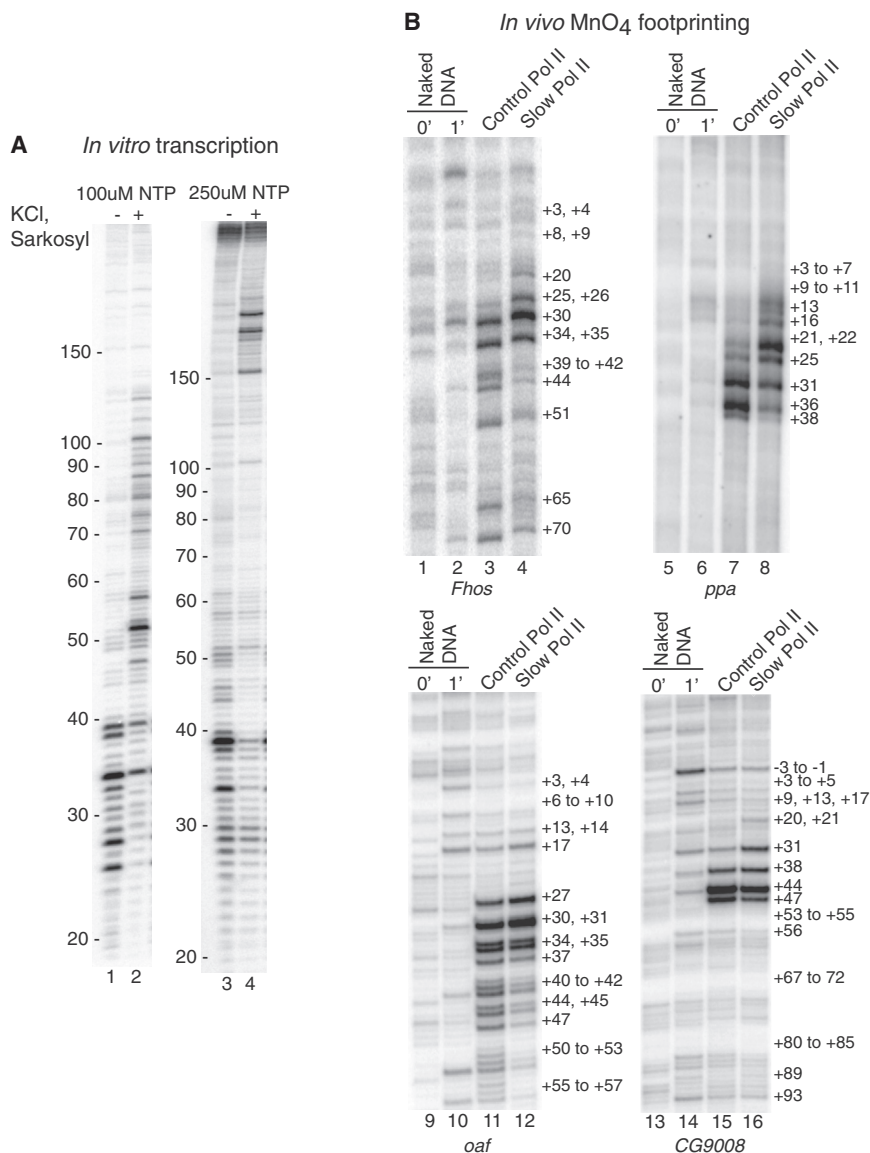 A In vitro transcription
100uM NTP 250uM NTP
KCl, - + - +
Sarkosyl
150 -
100 -
90 -
80 -
70 -
60 -
50 -
40 -
30 -
20 -
150 -
100 -
90 -
80 -
70 -
60 -
50 -
40 -
30 -
20 -
1 2 3 4
B In vivo MnO4 footprinting
Naked DNA
0’ 1’
Control Pol II
Slow Pol II
+3, +4
+8, +9
+20
+25, +26
+30
+34, +35
+39 to +42
+44
+51
+65
+70
1 2 3 4
Fhos
Naked DNA
0’ 1’
Control Pol II
Slow Pol II
+3 to +7
+9 to +11
+13
+16
+21, +22
+25
+31
+36
+38
5 6 7 8
ppa
Naked DNA
0’ 1’
Control Pol II
Slow Pol II
+3, +4
+6 to +10
+13, +14
+17
+27
+30, +31
+34, +35
+37
+40 to +42
+44, +45
+47
+50 to +53
+55 to +57
9 10 11 12
oaf
Naked DNA
0’ 1’
Control Pol II
Slow Pol II
-3 to -1
+3 to +5
+9, +13, +17
+20, +21
+31
+38
+44
+47
+53 to +55
+56
+67 to 72
+80 to +85
+89
+93
13 14 15 16
CG9008